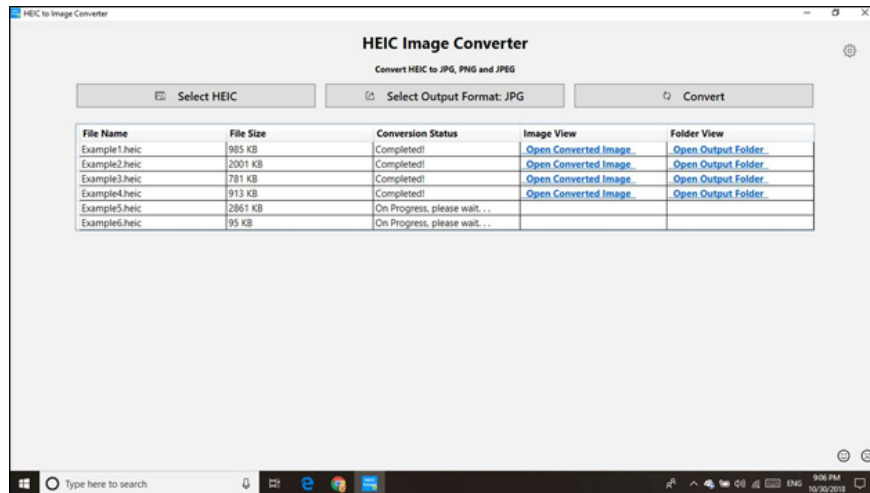 HEIC to Image Converter
HEIC Image Converter
Convert HEIC to JPG, PNG and JPEG
Select HEIC Select Output Format: JPG Convert
File Name File Size Conversion Status Image View Folder View
Example1.heic 985 KB Completed! Open Converted Image Open Output Folder
Example2.heic 2001 KB Completed! Open Converted Image Open Output Folder
Example3.heic 781 KB Completed! Open Converted Image Open Output Folder
Example4.heic 913 KB Completed! Open Converted Image Open Output Folder
Example5.heic 2861 KB On Progress, please wait. . .
Example6.heic 95 KB On Progress, please wait. . .
Type here to search ENG 9:06 PM
10/30/2018